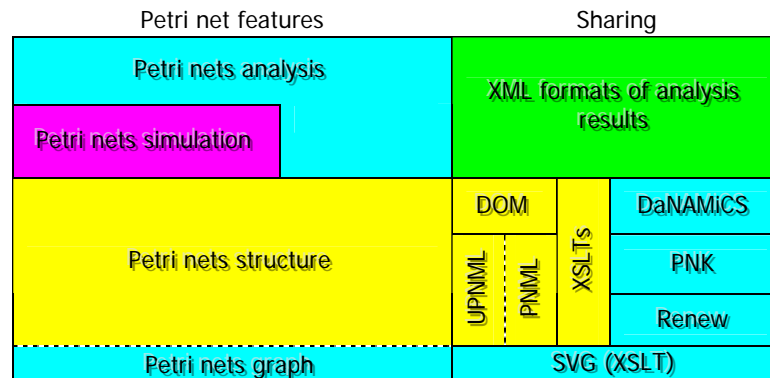 Petri net features
Sharing
Petri nets analysis
XML formats of analysis
results
Petri nets simulation
Petri nets structure
DOM
UPNML
PNML
XSLTs
DaNAMiCS
PNK
Renew
Petri nets graph
SVG (XSLT)